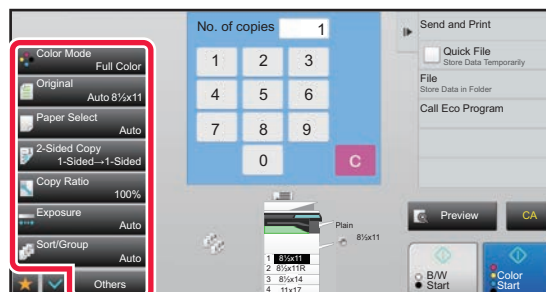 Color Mode
Full Color
Original
Auto 8½x11
Paper Select
Auto
2-Sided Copy
1-Sided→1-Sided
Copy Ratio
100%
Exposure
Auto
Sort/Group
Auto
Others
No. of copies 1
1 2 3
4 5 6
7 8 9
0 C
Plain
8½x11
1 8½x11
2 8½x11R
3 8½x14
4 11x17
Send and Print
Quick File
Store Data Temporarily
File
Store Data in Folder
Call Eco Program
Preview CA
B/W
Start
Color
Start